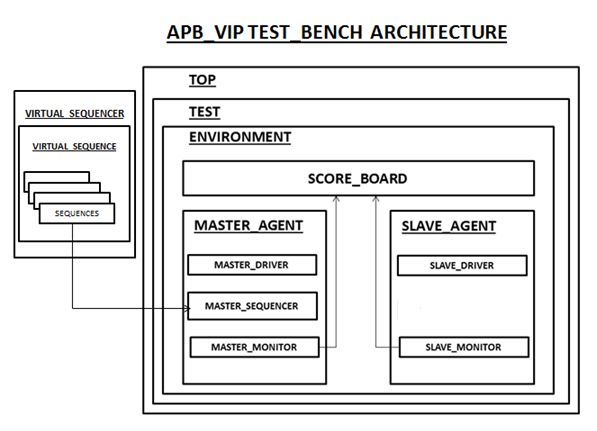 APB_VIP TEST_BENCH ARCHITECTURE
TOP
VIRTUAL_SEQUENCER
TEST
VIRTUAL_SEQUENCE
ENVIRONMENT
SCORE_BOARD
SEQUENCES
MASTER_AGENT
SLAVE_AGENT
MASTER_DRIVER
SLAVE_DRIVER
MASTER_SEQUENCER
MASTER_MONITOR
SLAVE_MONITOR